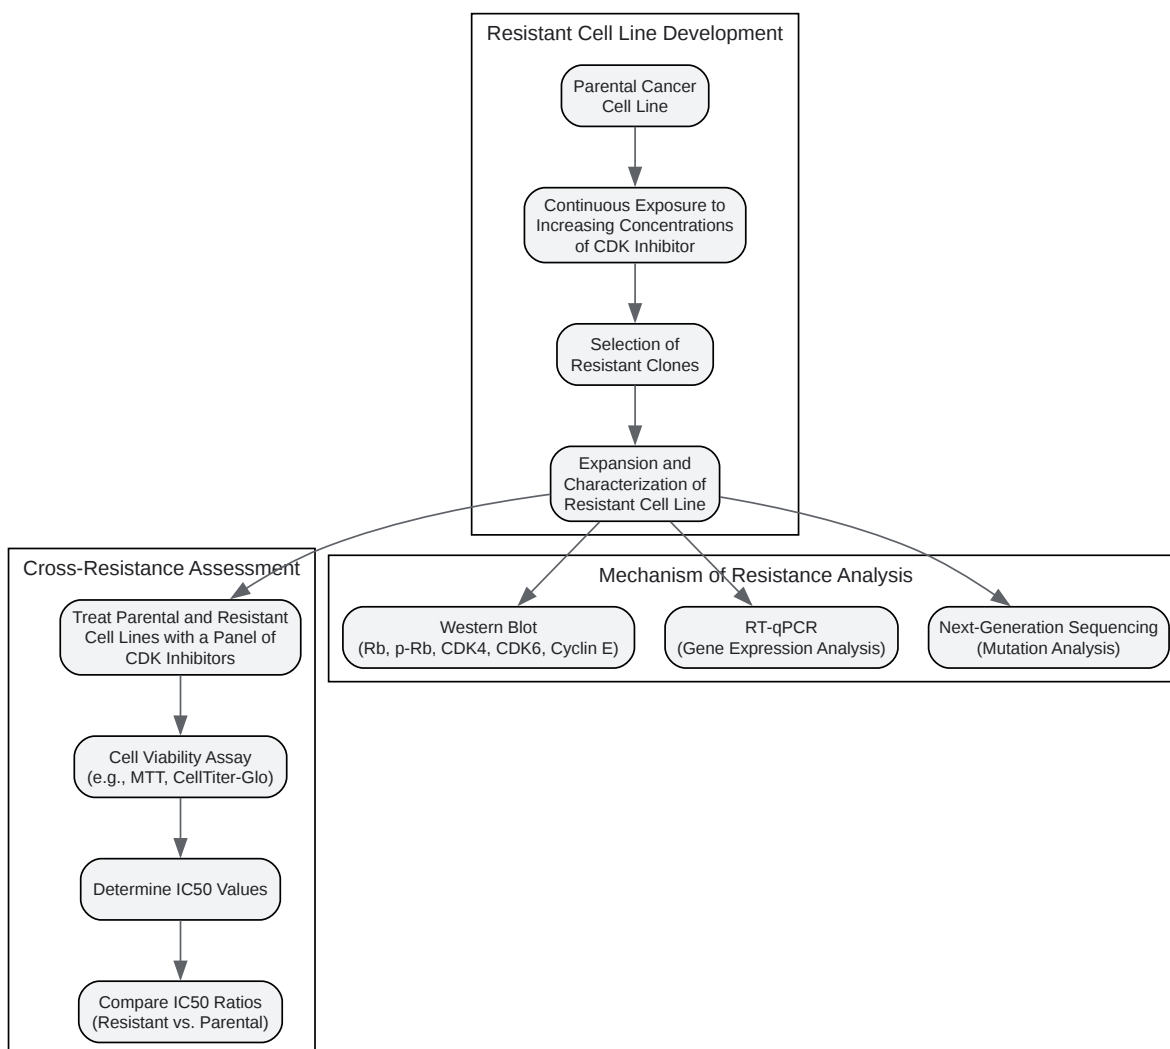 Resistant Cell Line Development
Parental Cancer
Cell Line
Continuous Exposure to
Increasing Concentrations
of CDK Inhibitor
Selection of
Resistant Clones
Expansion and
Characterization of
Resistant Cell Line
Cross-Resistance Assessment
Treat Parental and Resistant
Cell Lines with a Panel of
CDK Inhibitors
Cell Viability Assay
(e.g., MTT, CellTiter-Glo)
Determine IC50 Values
Compare IC50 Ratios
(Resistant vs. Parental)
Mechanism of Resistance Analysis
Western Blot
(Rb, p-Rb, CDK4, CDK6, Cyclin E)
RT-qPCR
(Gene Expression Analysis)
Next-Generation Sequencing
(Mutation Analysis)